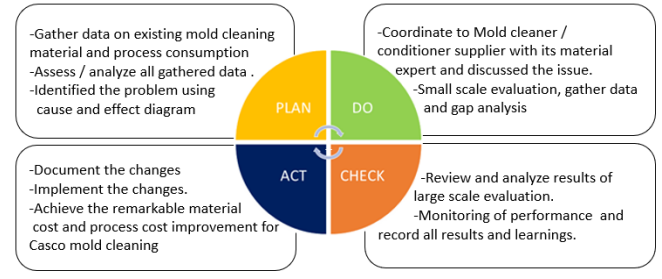 -Gather data on existing mold cleaning
material and process consumption
-Assess / analyze all gathered data .
-Identified the problem using
cause and effect diagram
-Coordinate to Mold cleaner /
conditioner supplier with its material
expert and discussed the issue.
-Small scale evaluation, gather data
and gap analysis
PLAN
DO
ACT
CHECK
-Document the changes
-Implement the changes.
-Achieve the remarkable material
cost and process cost improvement for
Casco mold cleaning
-Review and analyze results of
large scale evaluation.
-Monitoring of performance and
record all results and learnings.